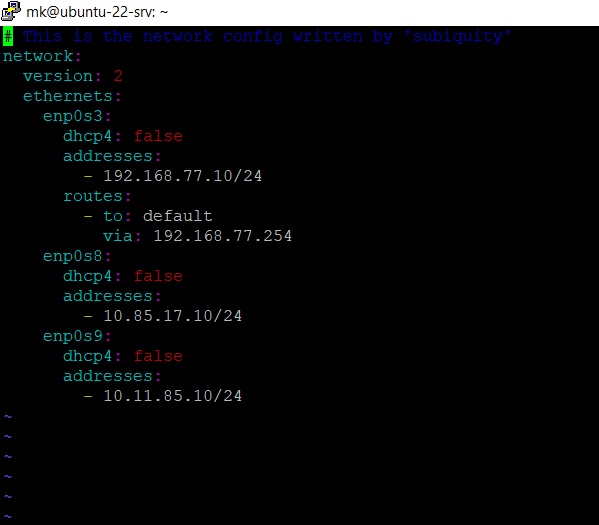 mk@ubuntu-22-srv: ~
# This is the network config written by 'subiquity'
network:
  version: 2
  ethernets:
    enp0s3:
      dhcp4: false
      addresses:
        - 192.168.77.10/24
      routes:
        - to: default
          via: 192.168.77.254
    enp0s8:
      dhcp4: false
      addresses:
        - 10.85.17.10/24
    enp0s9:
      dhcp4: false
      addresses:
        - 10.11.85.10/24
~
~
~
~
~
~